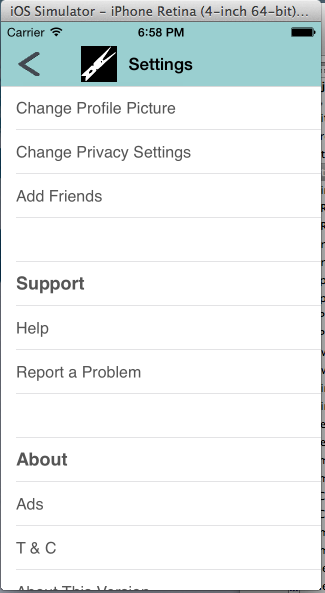 iOS Simulator – iPhone Retina (4-inch 64-bit)...
Carrier 6:58 PM
Settings
Change Profile Picture
Change Privacy Settings
Add Friends
Support
Help
Report a Problem
About
Ads
T & C
About This Version